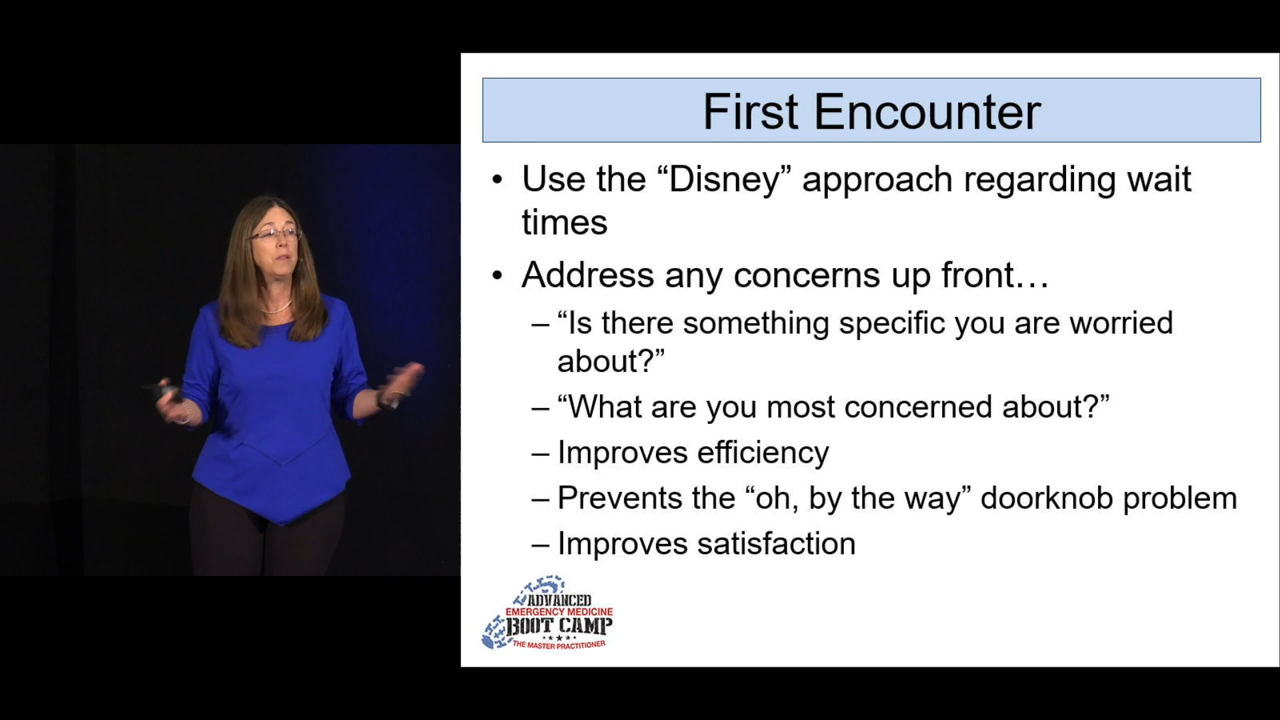 First Encounter
• Use the “Disney” approach regarding wait
times
• Address any concerns up front…
– “Is there something specific you are worried
about?”
– “What are you most concerned about?”
– Improves efficiency
– Prevents the “oh, by the way” doorknob problem
– Improves satisfaction
ADVANCED
EMERGENCY MEDICINE
BOOT CAMP
THE MASTER PRACTITIONER